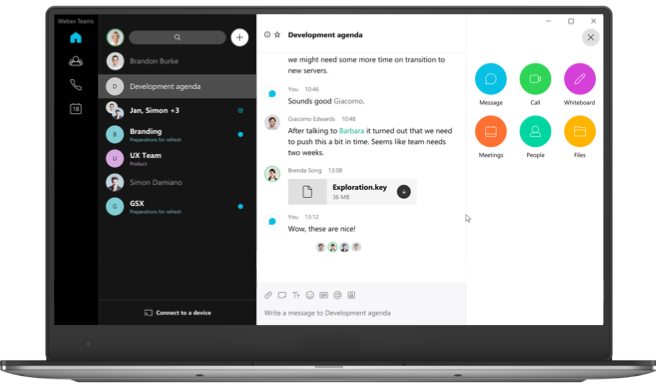 Webex Teams
18
Brandon Burke
D
Development agenda
Jan, Simon +3
B
Branding
Preparations for refresh
U
UX Team
Product
Simon Damiano
G
GSX
Preparations for refresh
Connect to a device
Development agenda
we might need some more time on transition to
new servers.
You 10:46
Sounds good Giacomo.
Giacomo Edwards 10:48
After talking to Barbara it turned out that we need
to push this a bit in time. Seems like team needs
two weeks.
Brenda Song 13:08
Exploration.key
36 MB
You 13:12
Wow, these are nice!
Write a message to Development agenda
Message
Call
Whiteboard
Meetings
People
Files